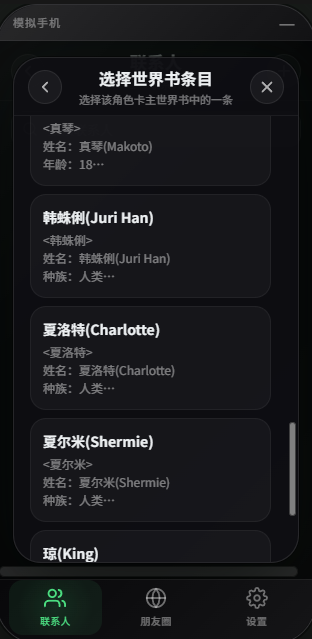 模拟手机
联系人
选择世界书条目
选择该角色卡主世界书中的一条
<真琴>
姓名：真琴(Makoto)
年龄：18…
韩蛛俐(Juri Han)
<韩蛛俐>
姓名：韩蛛俐(Juri Han)
种族：人类…
夏洛特(Charlotte)
<夏洛特>
姓名：夏洛特(Charlotte)
种族：人类…
夏尔米(Shermie)
<夏尔米>
姓名：夏尔米(Shermie)
种族：人类…
琼(King)
联系人
朋友圈
设置